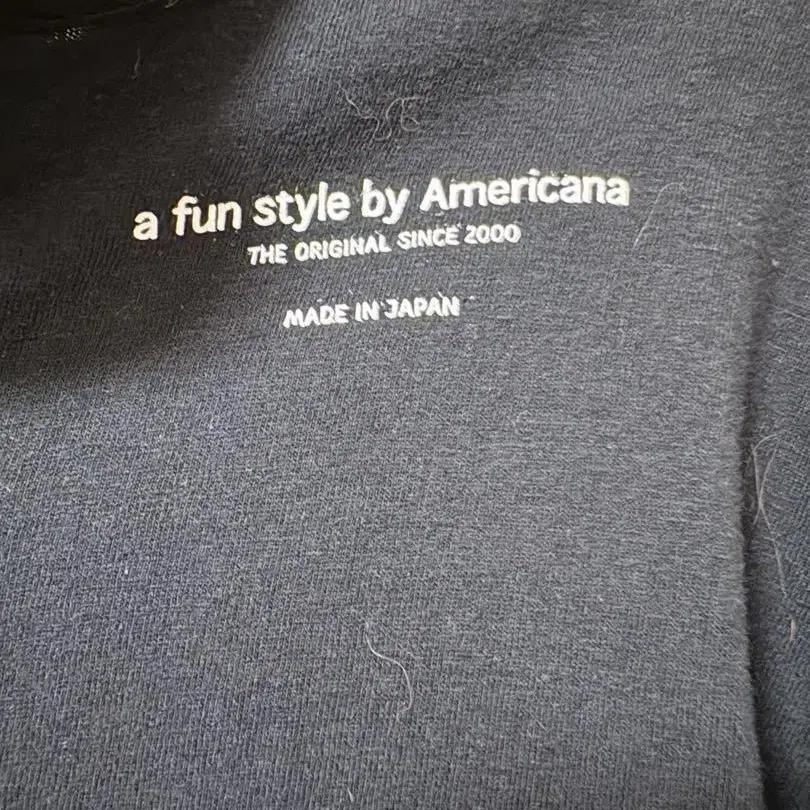 a fun style by Americana
THE ORIGINAL SINCE 2000
MADE IN JAPAN